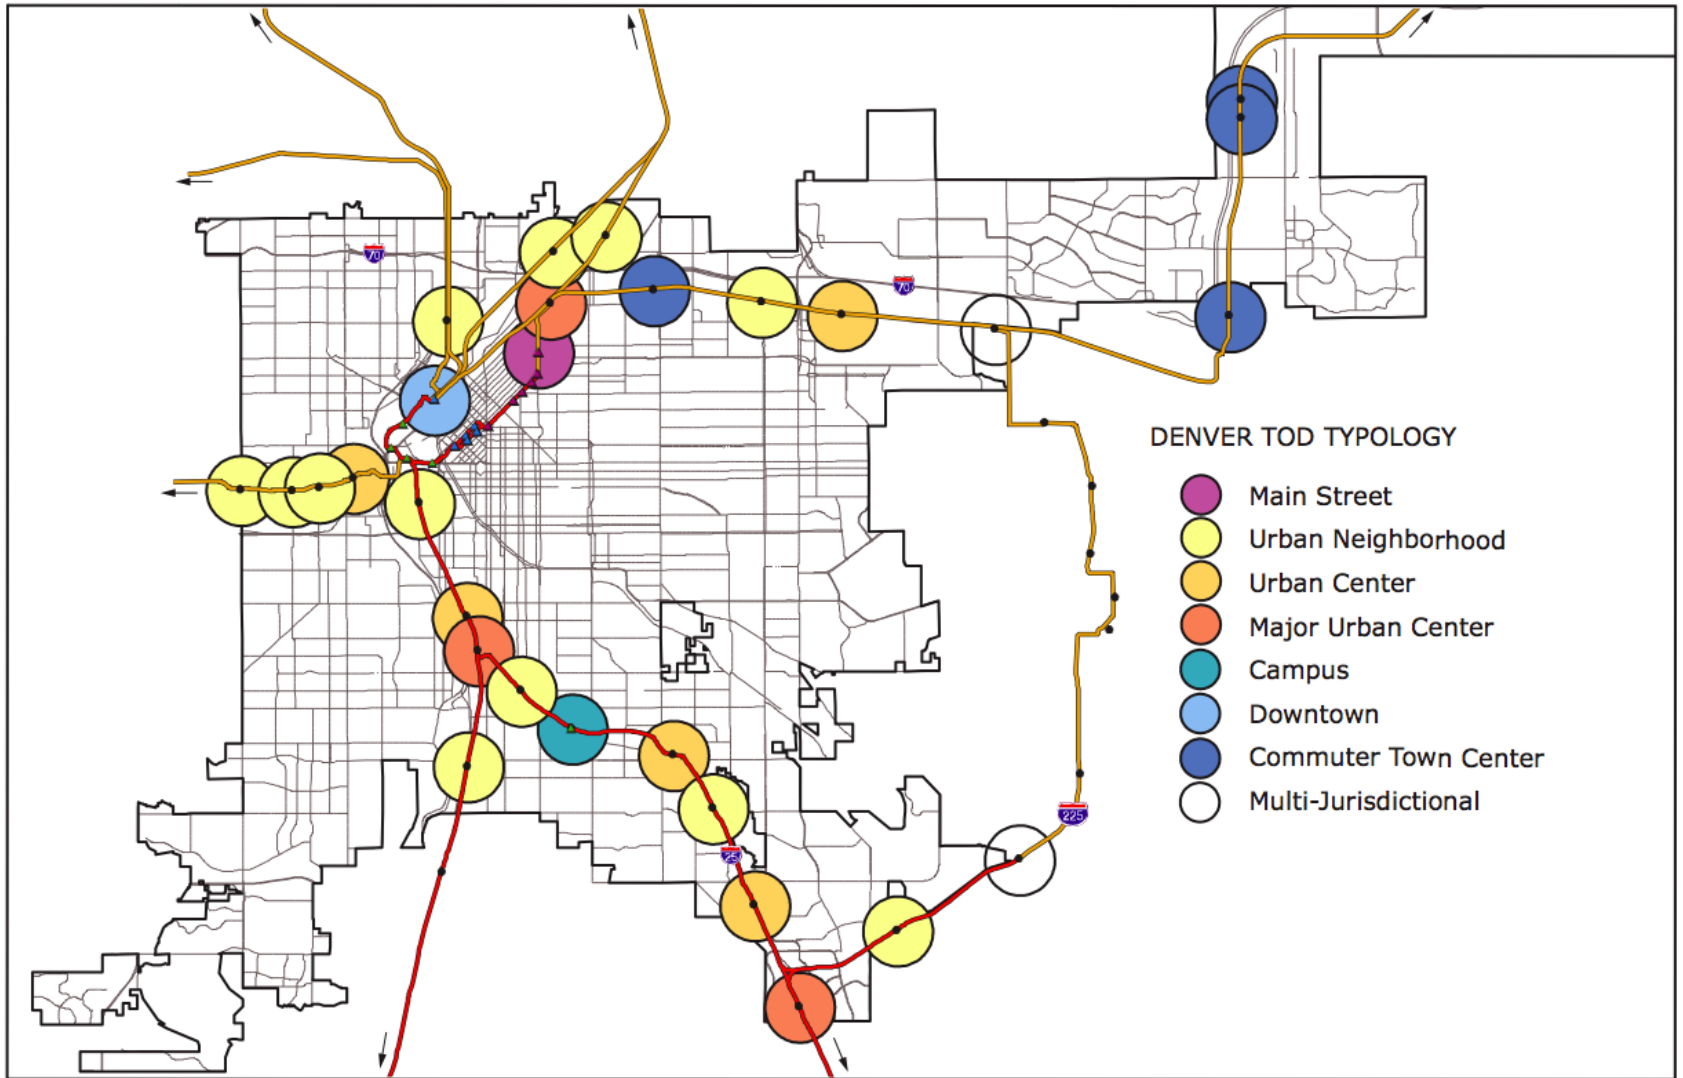 70
70
DENVER TOD TYPOLOGY
Main Street
Urban Neighborhood
Urban Center
Major Urban Center
Campus
Downtown
Commuter Town Center
Multi-Jurisdictional
225
25